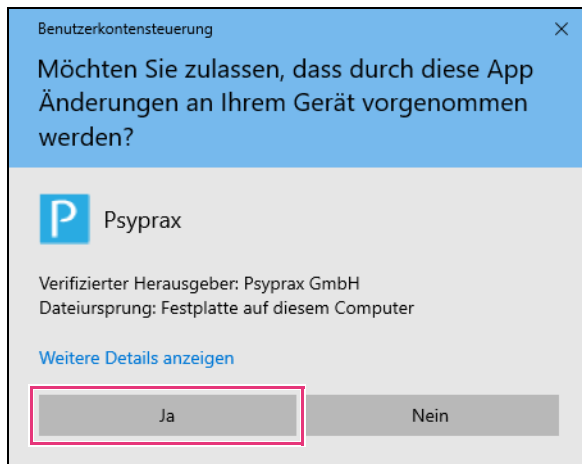 Benutzerkontensteuerung
Möchten Sie zulassen, dass durch diese App
Änderungen an Ihrem Gerät vorgenommen
werden?
P
Psyprax
Verifizierter Herausgeber: Psyprax GmbH
Dateiursprung: Festplatte auf diesem Computer
Weitere Details anzeigen
Ja
Nein